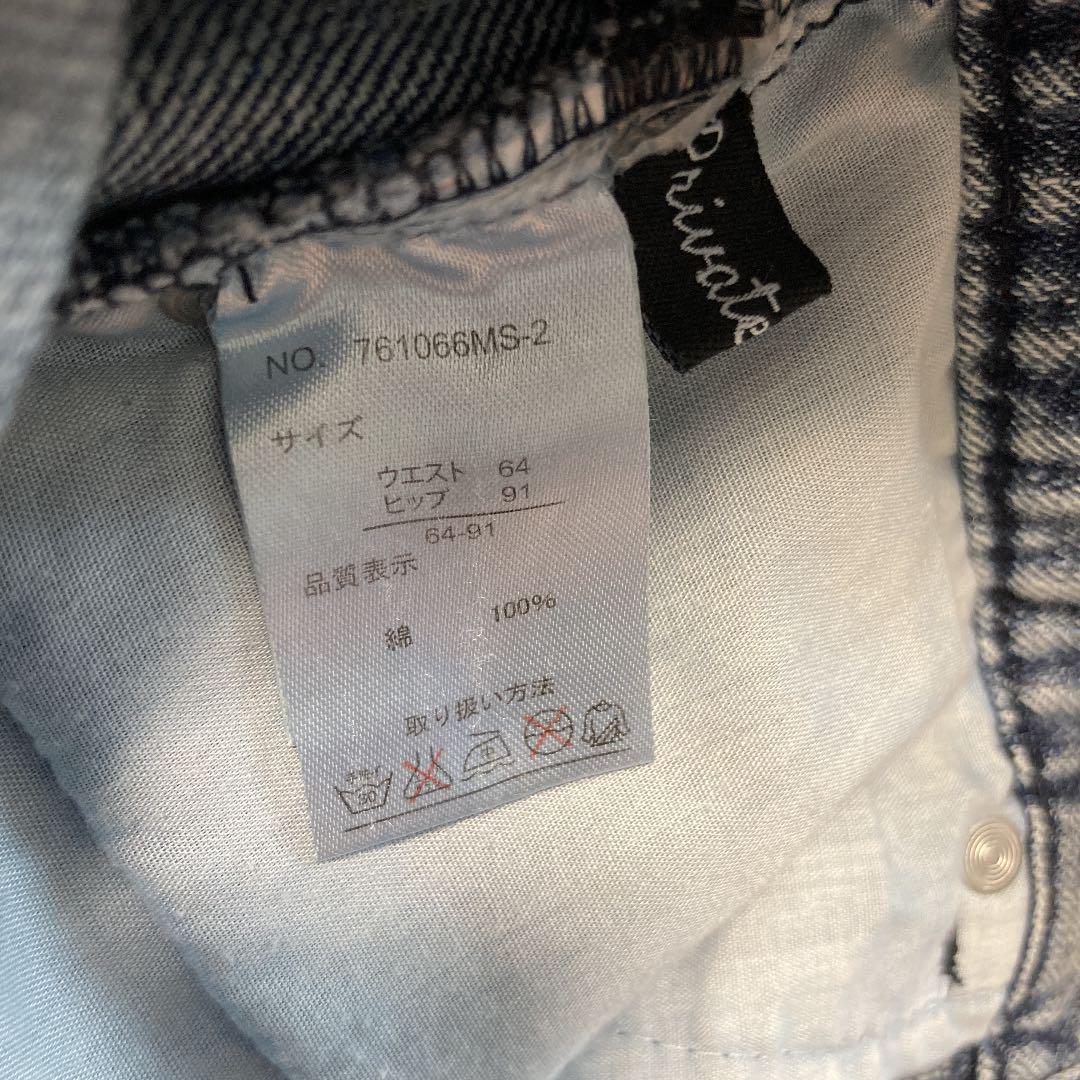 Private
NO. 761066MS-2
サイズ
ウエスト 64
ヒップ 91
64-91
品質表示
綿 100%
取り扱い方法
30